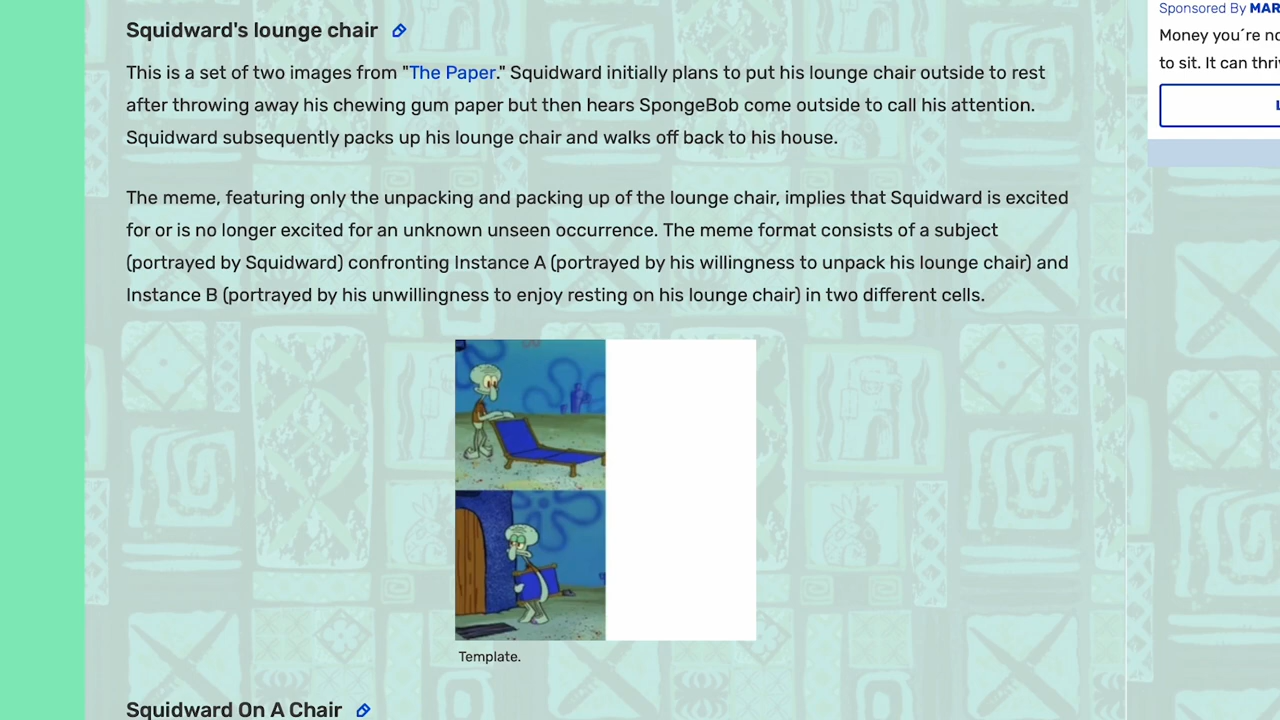 Squidward's lounge chair
This is a set of two images from "The Paper." Squidward initially plans to put his lounge chair outside to rest
after throwing away his chewing gum paper but then hears SpongeBob come outside to call his attention.
Squidward subsequently packs up his lounge chair and walks off back to his house.
The meme, featuring only the unpacking and packing up of the lounge chair, implies that Squidward is excited
for or is no longer excited for an unknown unseen occurrence. The meme format consists of a subject
(portrayed by Squidward) confronting Instance A (portrayed by his willingness to unpack his lounge chair) and
Instance B (portrayed by his unwillingness to enjoy resting on his lounge chair) in two different cells.
Template.
Squidward On A Chair
Sponsored By MAR
Money you´re no
to sit. It can thri